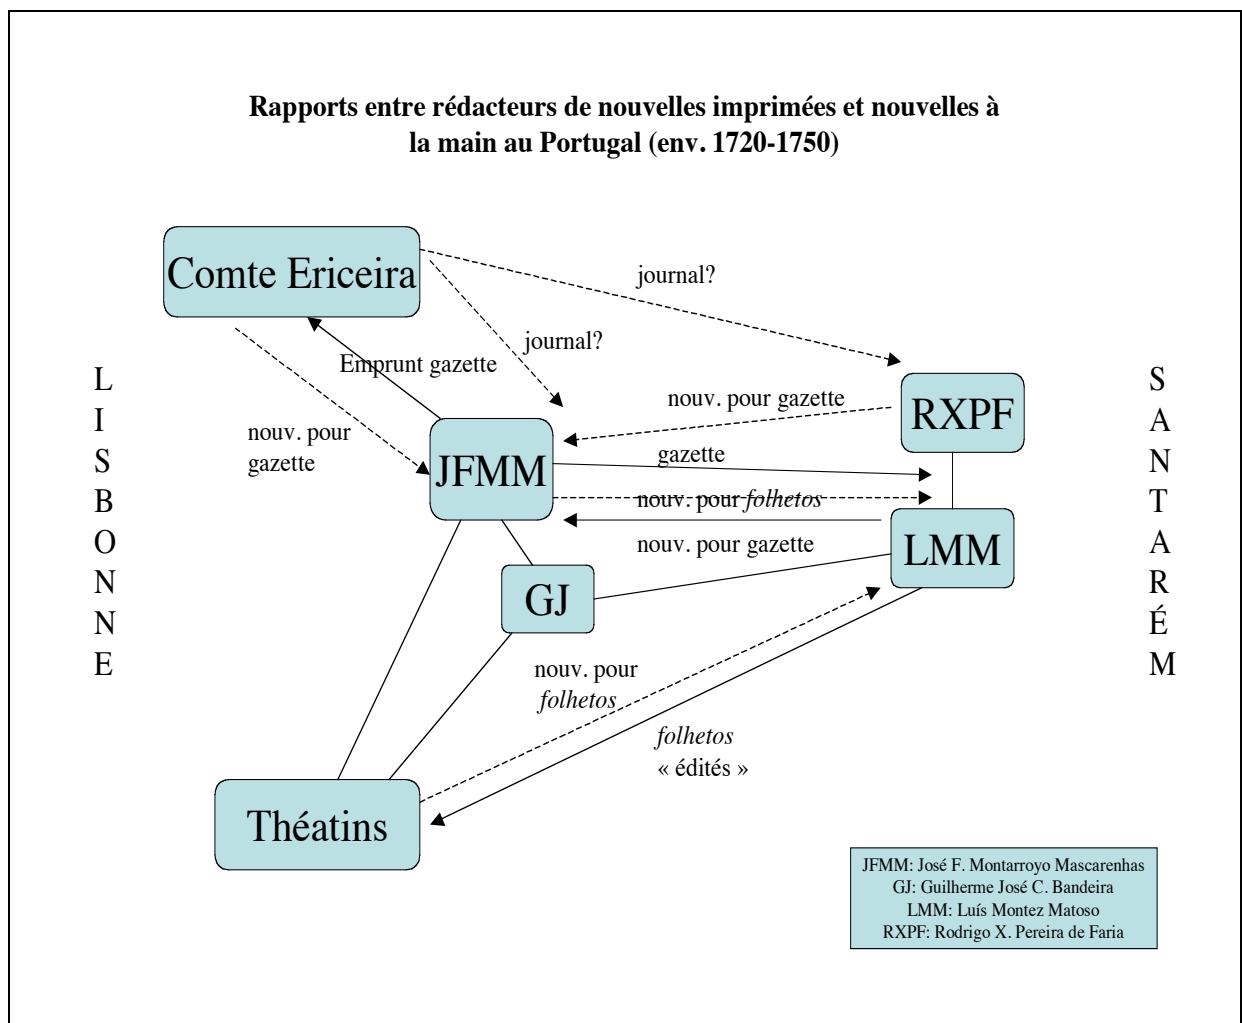 Rapports entre rédacteurs de nouvelles imprimées et nouvelles à
la main au Portugal (env. 1720-1750)
Comte Ericeira
journal?
journal?
Emprunt gazette
nouv. pour
gazette
L
I
S
B
O
N
N
E
JFMM
nouv. pour gazette
gazette
nouv. pour folhetos
nouv. pour gazette
RXPF
LMM
S
A
N
T
A
R
É
M
GJ
nouv. pour
folhetos
folhetos
« édités »
Théatins
JFMM: José F. Montarroyo Mascarenhas
GJ: Guilherme José C. Bandeira
LMM: Luís Montez Matoso
RXPF: Rodrigo X. Pereira de Faria